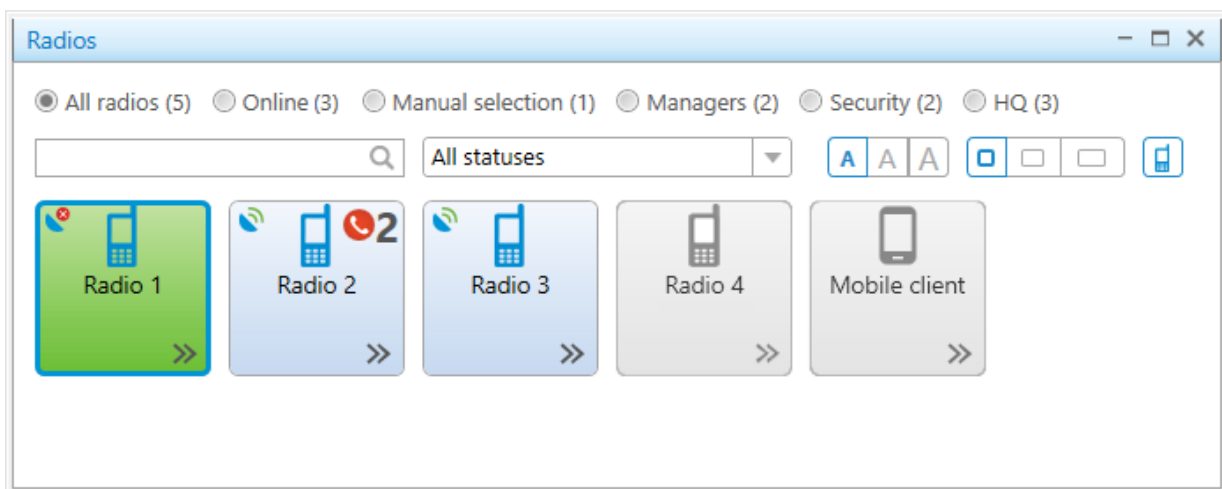 Radios
All radios (5) Online (3) Manual selection (1) Managers (2) Security (2) HQ (3)
All statuses A A A
2
Radio 1 Radio 2 Radio 3 Radio 4 Mobile client